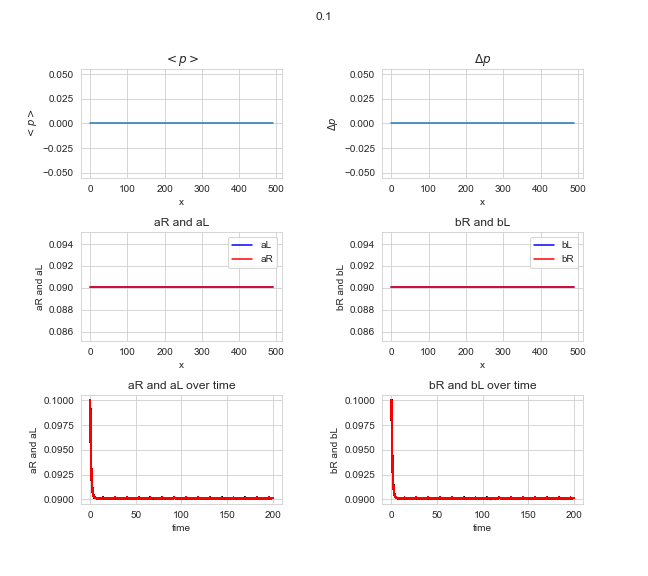 0.1
< p >
Δp
0.050
0.025
0.000
−0.025
−0.050
< p >
0 100 200 300 400 500
x
0.050
0.025
0.000
−0.025
−0.050
Δp
0 100 200 300 400 500
x
aR and aL
bR and bL
0.094
0.092
0.090
0.088
0.086
aR and aL
aL
aR
0 100 200 300 400 500
x
0.094
0.092
0.090
0.088
0.086
bR and bL
bL
bR
0 100 200 300 400 500
x
aR and aL over time
bR and bL over time
0.1000
0.0975
0.0950
0.0925
0.0900
aR and aL
0 50 100 150 200
time
0.1000
0.0975
0.0950
0.0925
0.0900
bR and bL
0 50 100 150 200
time